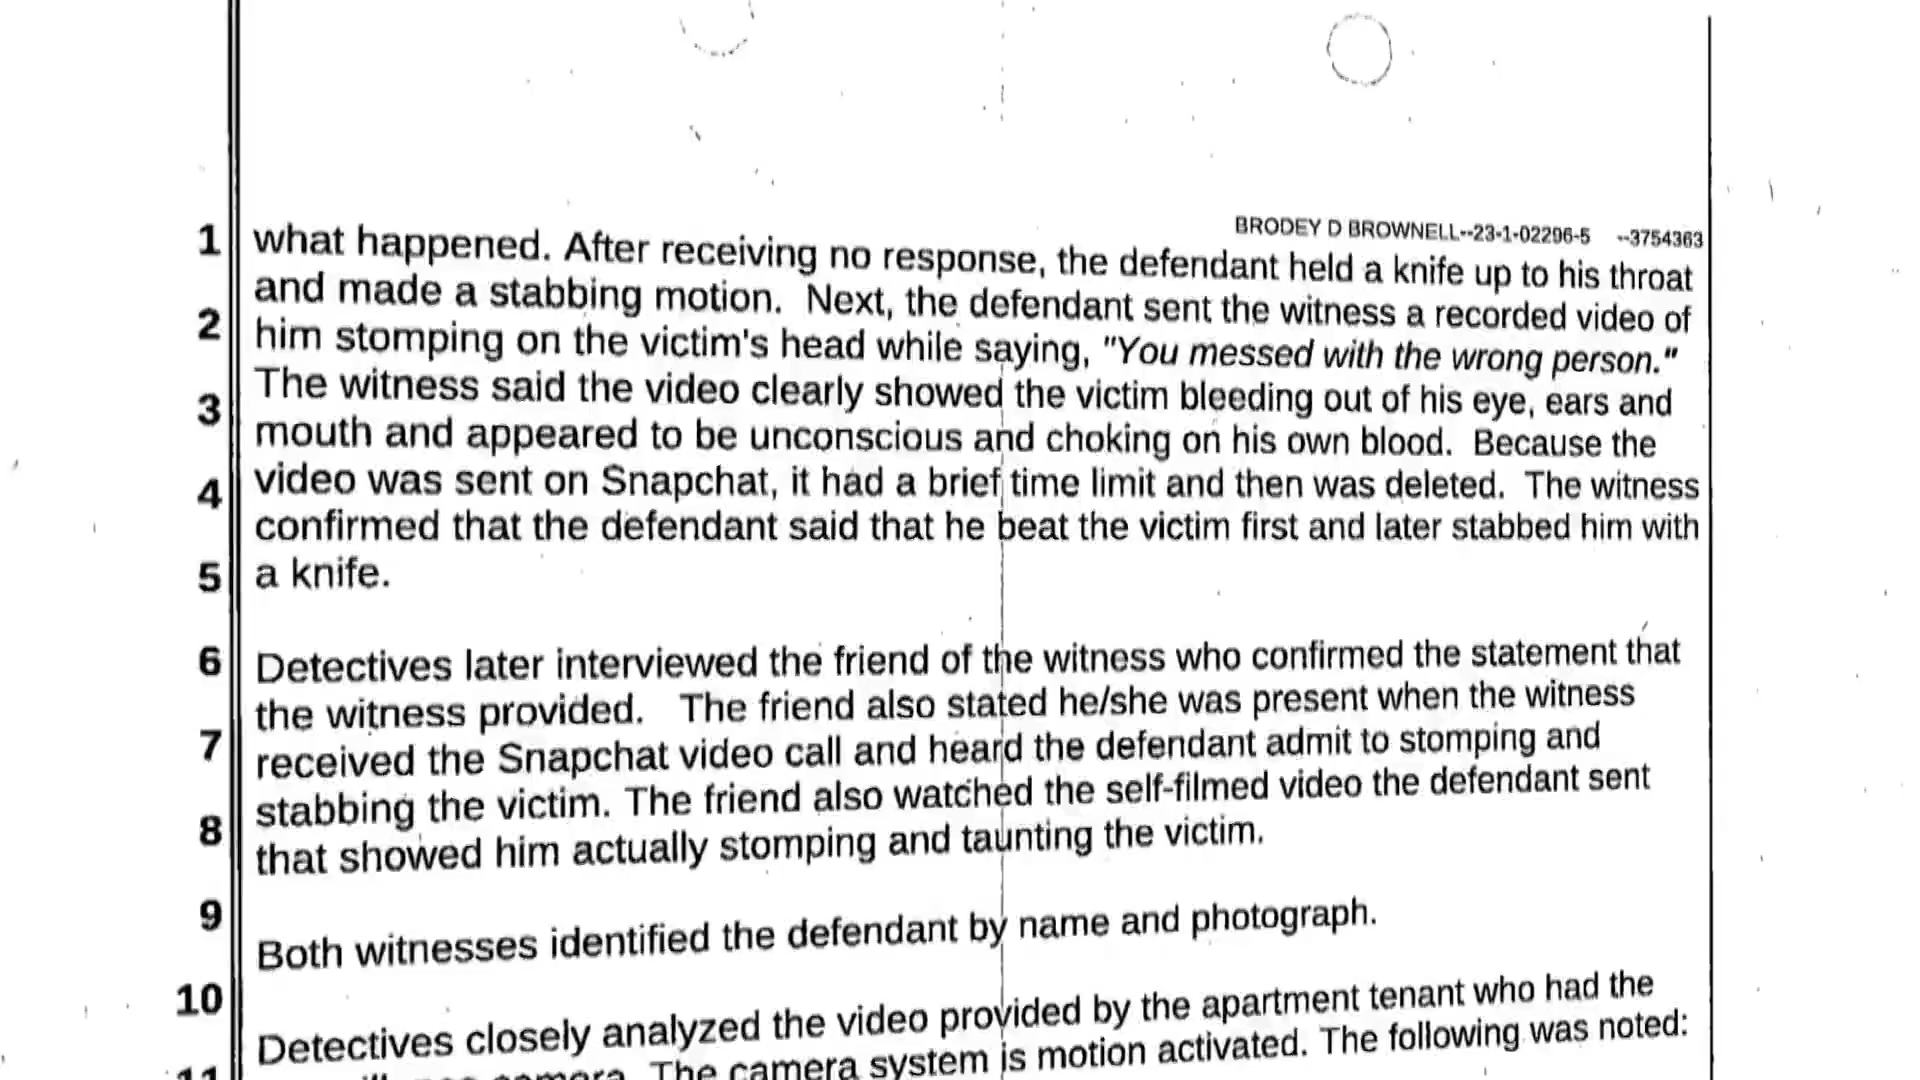 BRODEY D BROWNELL--23-1-02296-5 --3754363
1 what happened. After receiving no response, the defendant held a knife up to his throat
and made a stabbing motion. Next, the defendant sent the witness a recorded video of
2 him stomping on the victim's head while saying, "You messed with the wrong person."
The witness said the video clearly showed the victim bleeding out of his eye, ears and
3 mouth and appeared to be unconscious and choking on his own blood. Because the
4 video was sent on Snapchat, it had a brief time limit and then was deleted. The witness
confirmed that the defendant said that he beat the victim first and later stabbed him with
5 a knife.
6 Detectives later interviewed the friend of the witness who confirmed the statement that
the witness provided. The friend also stated he/she was present when the witness
7 received the Snapchat video call and heard the defendant admit to stomping and
stabbing the victim. The friend also watched the self-filmed video the defendant sent
8 that showed him actually stomping and taunting the victim.
9 Both witnesses identified the defendant by name and photograph.
10 Detectives closely analyzed the video provided by the apartment tenant who had the
11 camera. The camera system is motion activated. The following was noted: